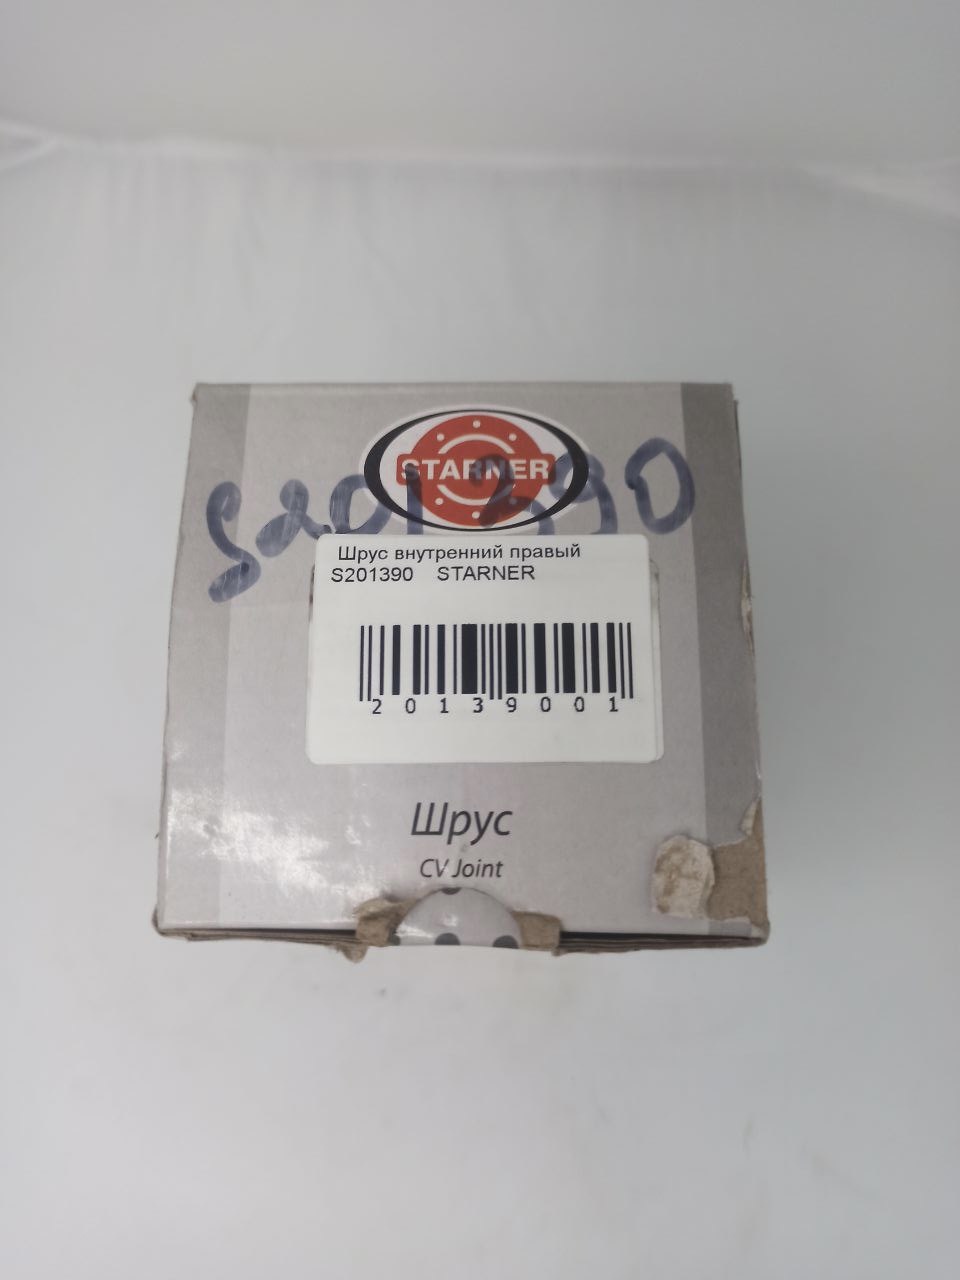 STARNER
S201390
Шрус внутренний правый
S201390 STARNER
20139001
Шрус
CV Joint